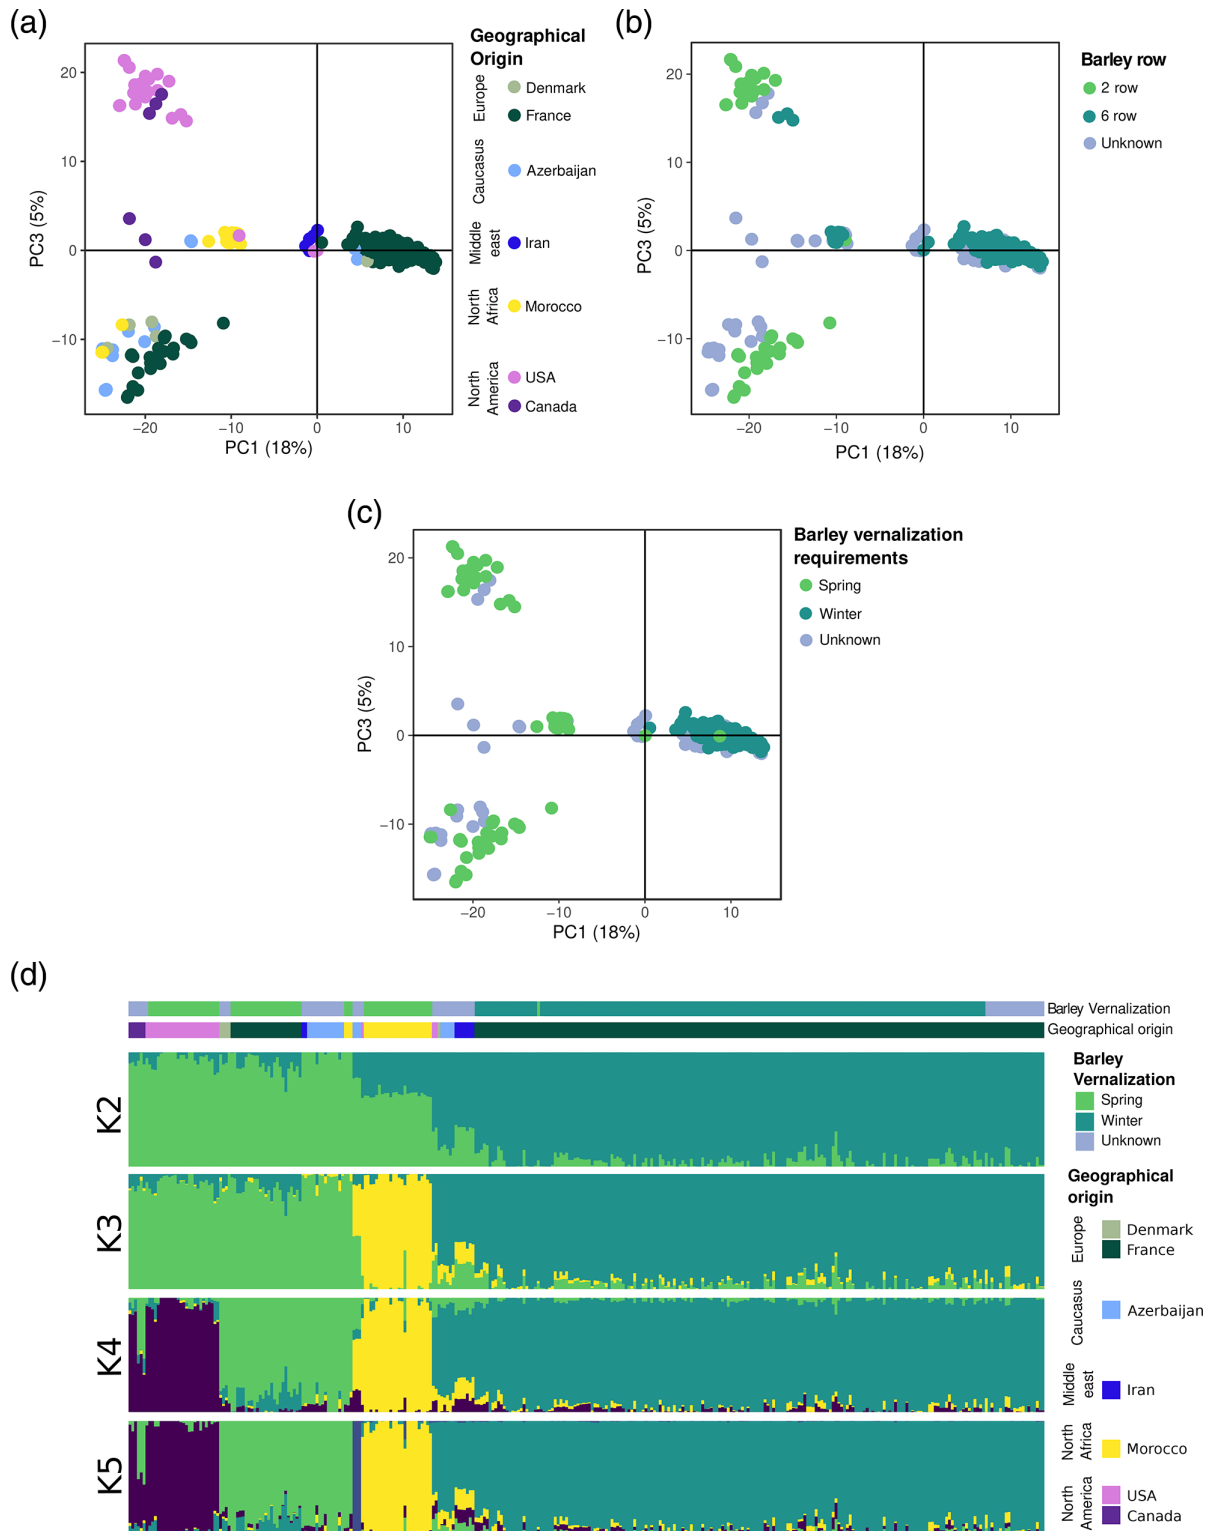 (a)
Geographical
Origin
Europe
Denmark
France
Caucasus
Azerbaijan
Middle
east
Iran
North
Africa
Morocco
North
America
USA
Canada
PC3 (5%)
20
10
0
−10
−20
−10
0
10
PC1 (18%)
(b)
Barley row
2 row
6 row
Unknown
PC3 (5%)
20
10
0
−10
−20
−10
0
10
PC1 (18%)
(c)
Barley vernalization
requirements
Spring
Winter
Unknown
PC3 (5%)
20
10
0
−10
−20
−10
0
10
PC1 (18%)
(d)
Barley Vernalization
Geographical origin
K2
K3
K4
K5
Barley
Vernalization
Spring
Winter
Unknown
Geographical
origin
Europe
Denmark
France
Caucasus
Azerbaijan
Middle
east
Iran
North
Africa
Morocco
North
America
USA
Canada